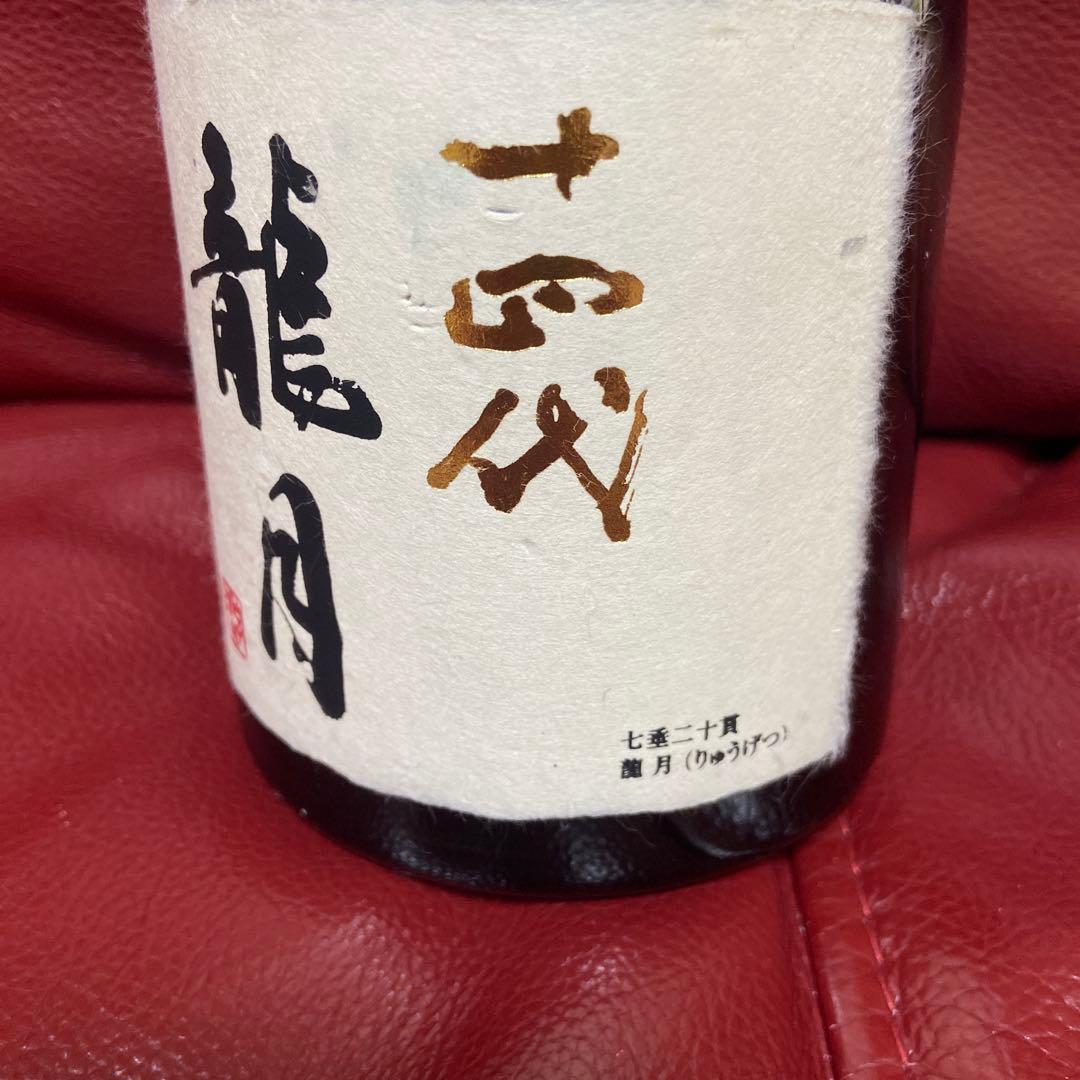 十四代
龍月
七垂二十貫
龍月(りゅうげつ)